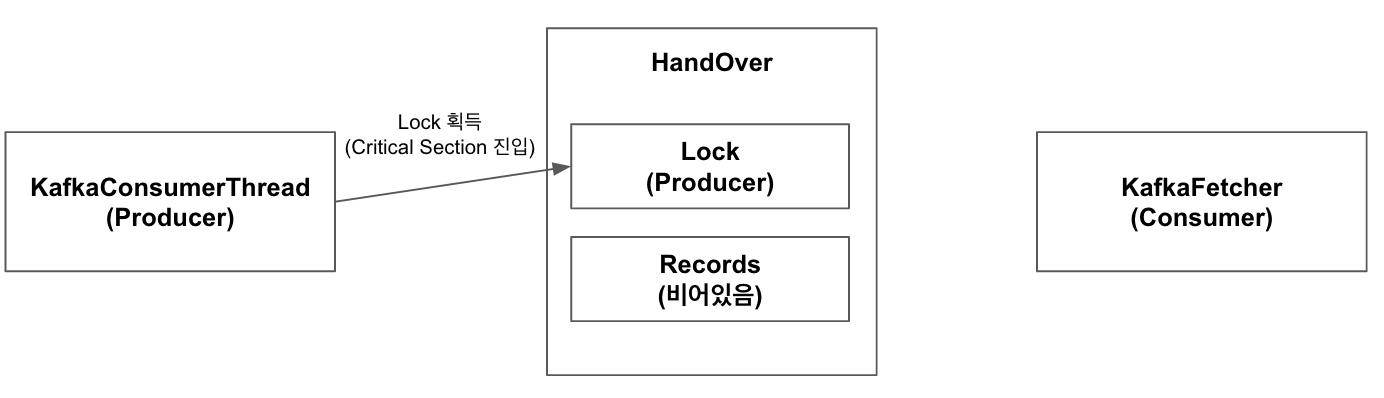 HandOver
Lock 획득
(Critical Section 진입)
KafkaConsumerThread
(Producer)
Lock
(Producer)
Records
(비어있음)
KafkaFetcher
(Consumer)